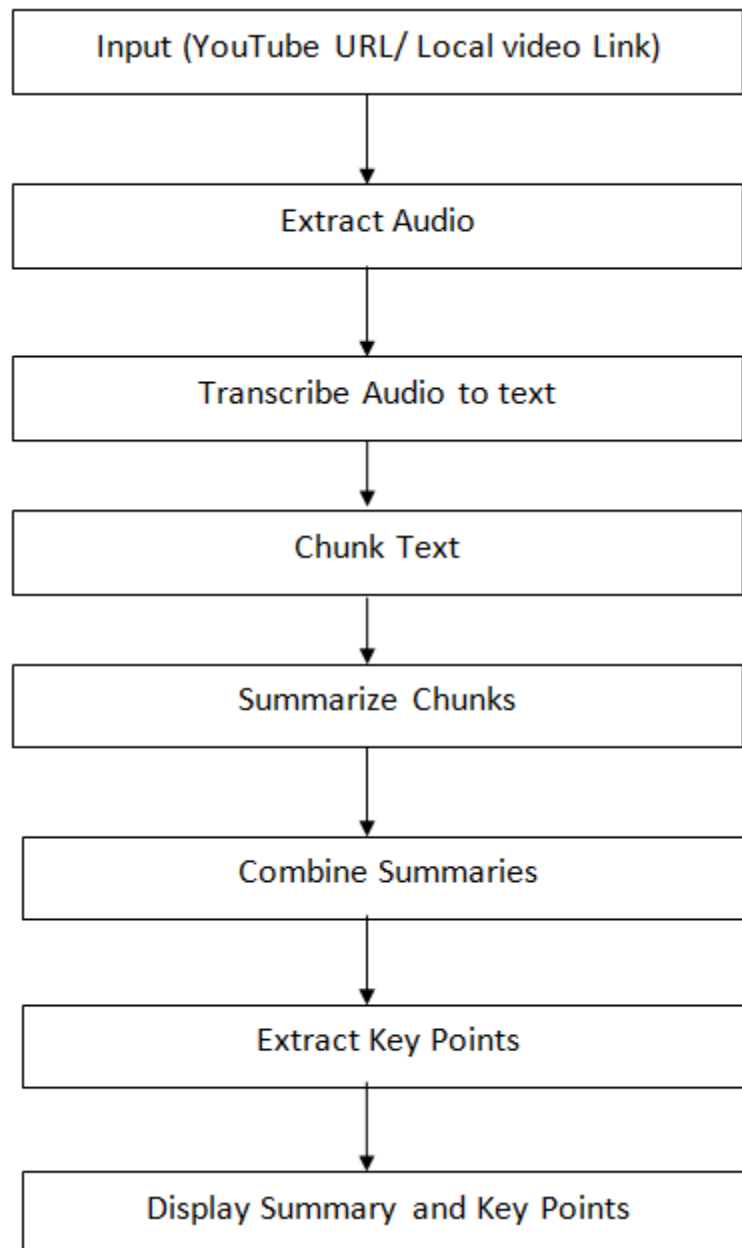 Input (YouTube URL/ Local video Link)
Extract Audio
Transcribe Audio to text
Chunk Text
Summarize Chunks
Combine Summaries
Extract Key Points
Display Summary and Key Points